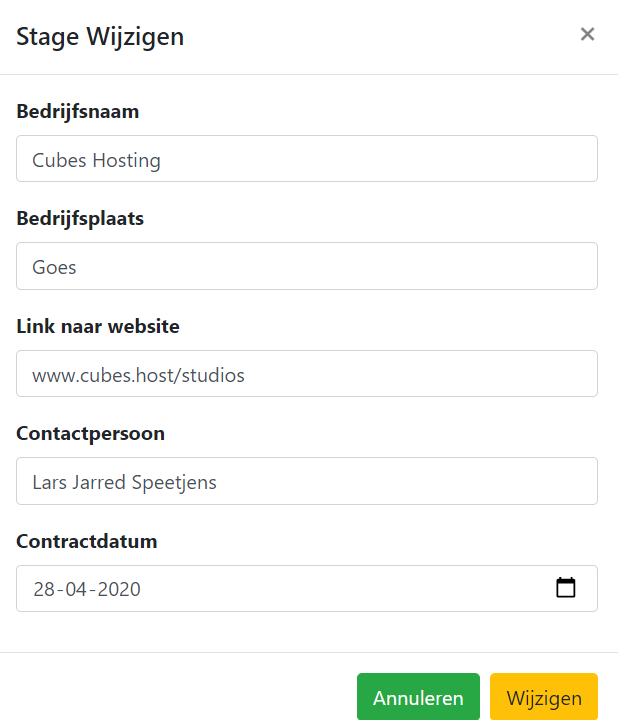 Stage Wijzigen
×
Bedrijfsnaam
Cubes Hosting
Bedrijfsplaats
Goes
Link naar website
www.cubes.host/studios
Contactpersoon
Lars Jarred Speetjens
Contractdatum
28-04-2020
Annuleren Wijzigen